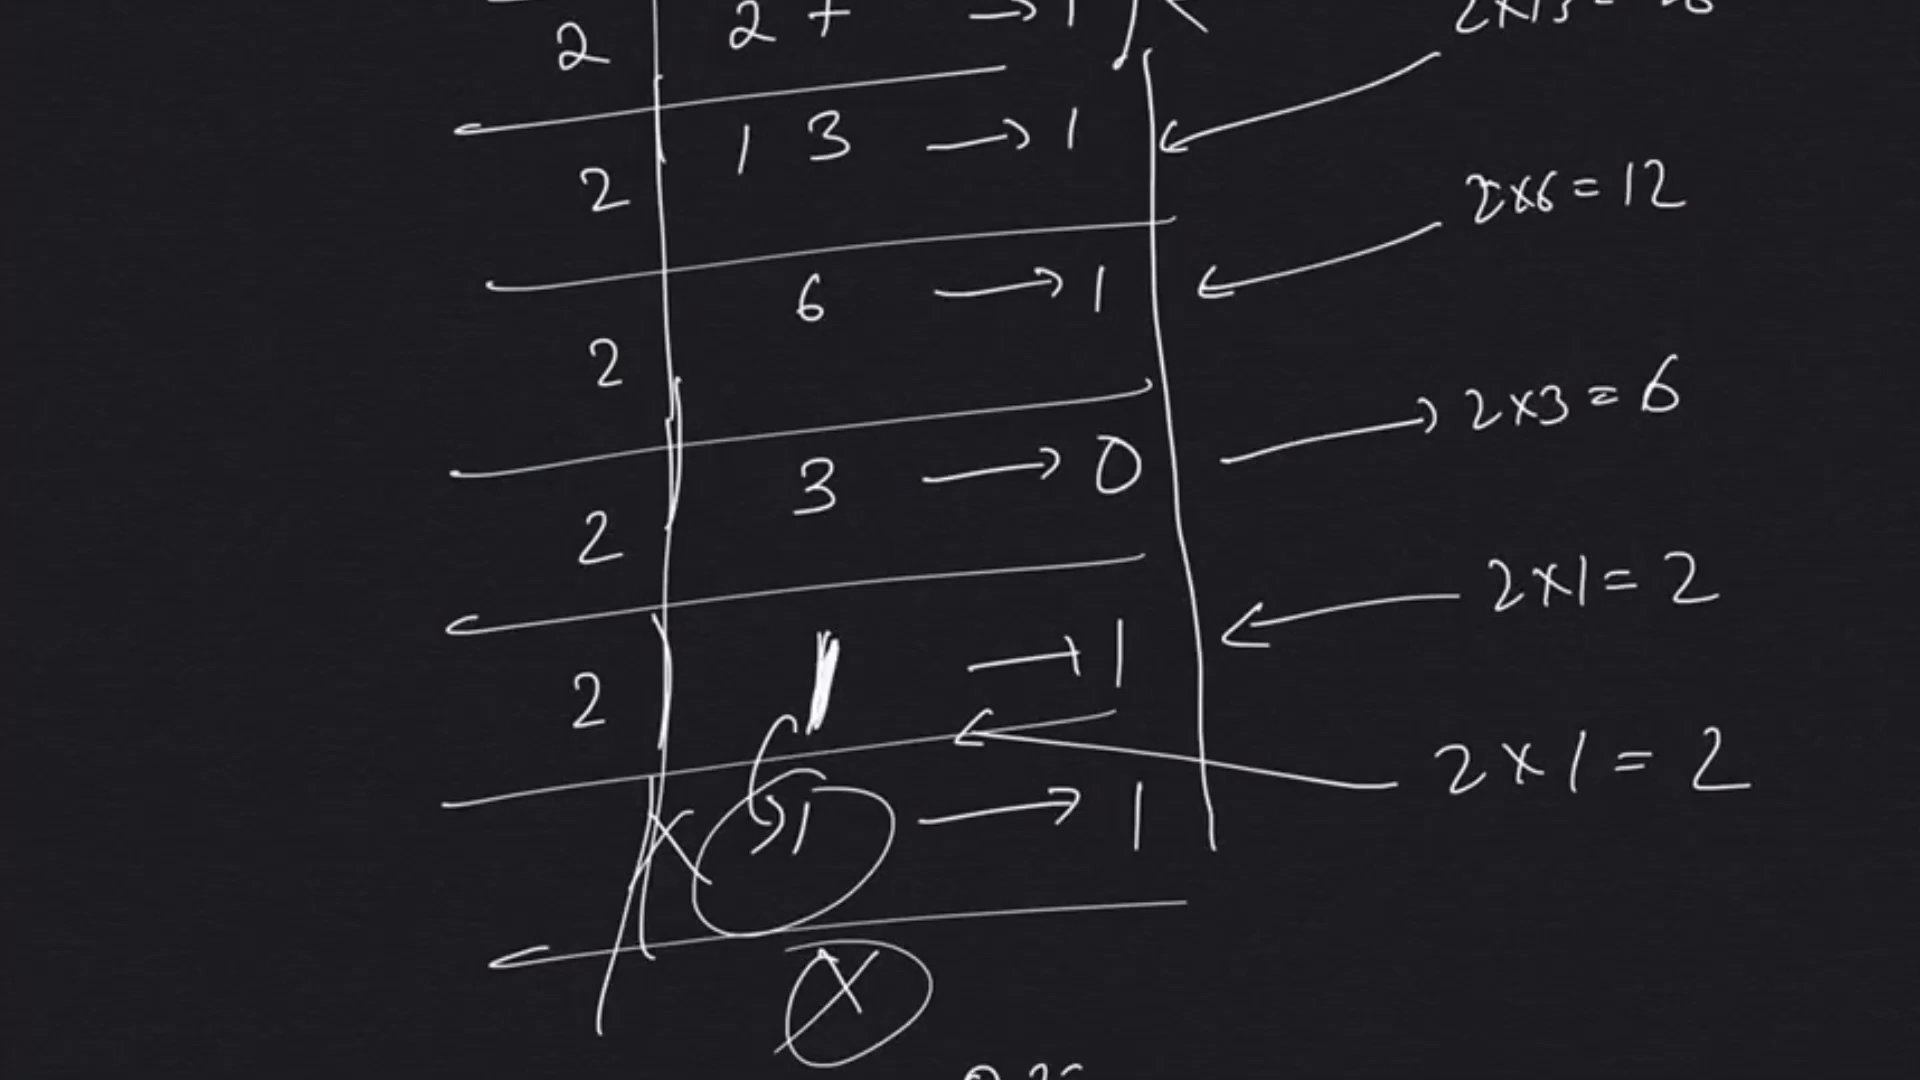 2 27 → 1
2 13 → 1
2×6=12
2 6 → 1
2×3=6
2 3 → 0
2×1=2
2 1 → 1
2×1=2
1 → 1